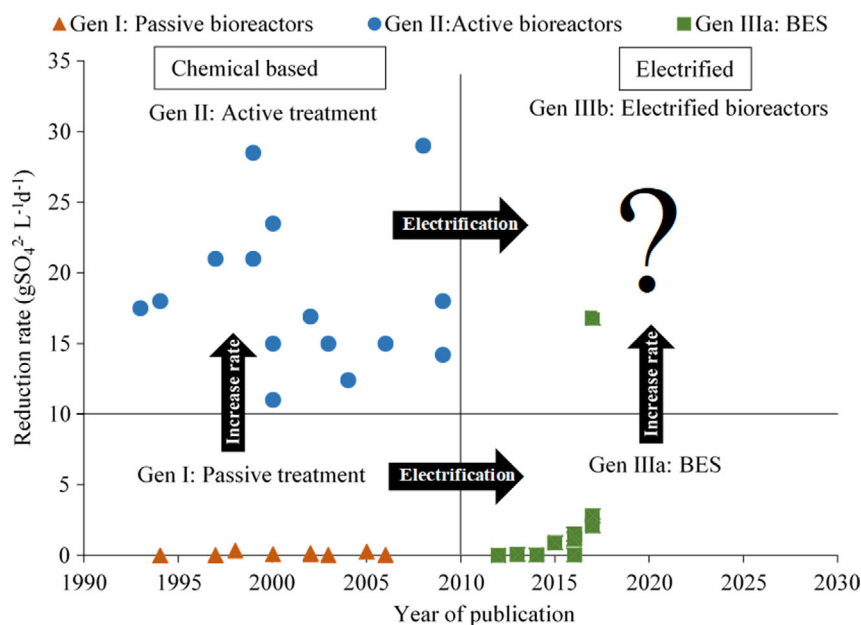 Gen I: Passive bioreactors
Gen II:Active bioreactors
Gen IIIa: BES
Chemical based
Electrified
Gen II: Active treatment
Gen IIIb: Electrified bioreactors
Reduction rate (gSO₄²⁻ L⁻¹d⁻¹)
35
30
25
20
15
10
5
0
Electrification
?
Increase rate
Increase rate
Gen I: Passive treatment
Electrification
Gen IIIa: BES
1990 1995 2000 2005 2010 2015 2020 2025 2030
Year of publication